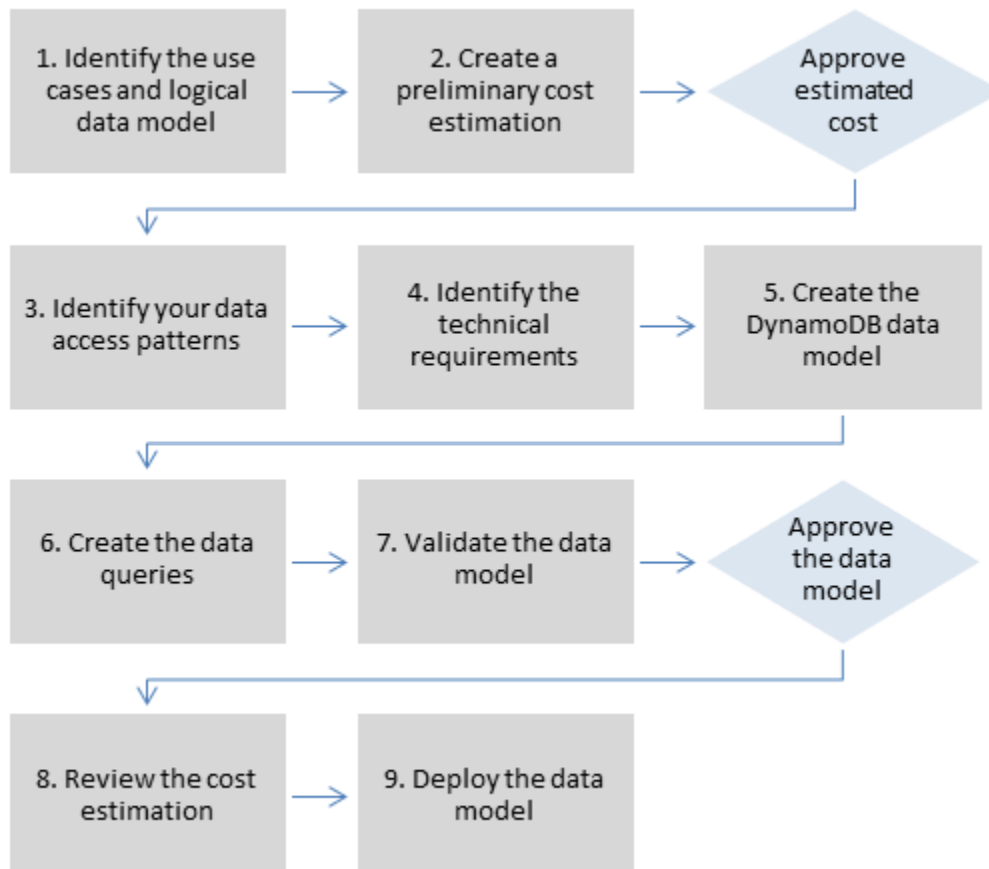 1. Identify the use
cases and logical
data model
2. Create a
preliminary cost
estimation
Approve
estimated
cost
3. Identify your data
access patterns
4. Identify the
technical
requirements
5. Create the
DynamoDB data
model
6. Create the data
queries
7. Validate the data
model
Approve
the data
model
8. Review the cost
estimation
9. Deploy the data
model